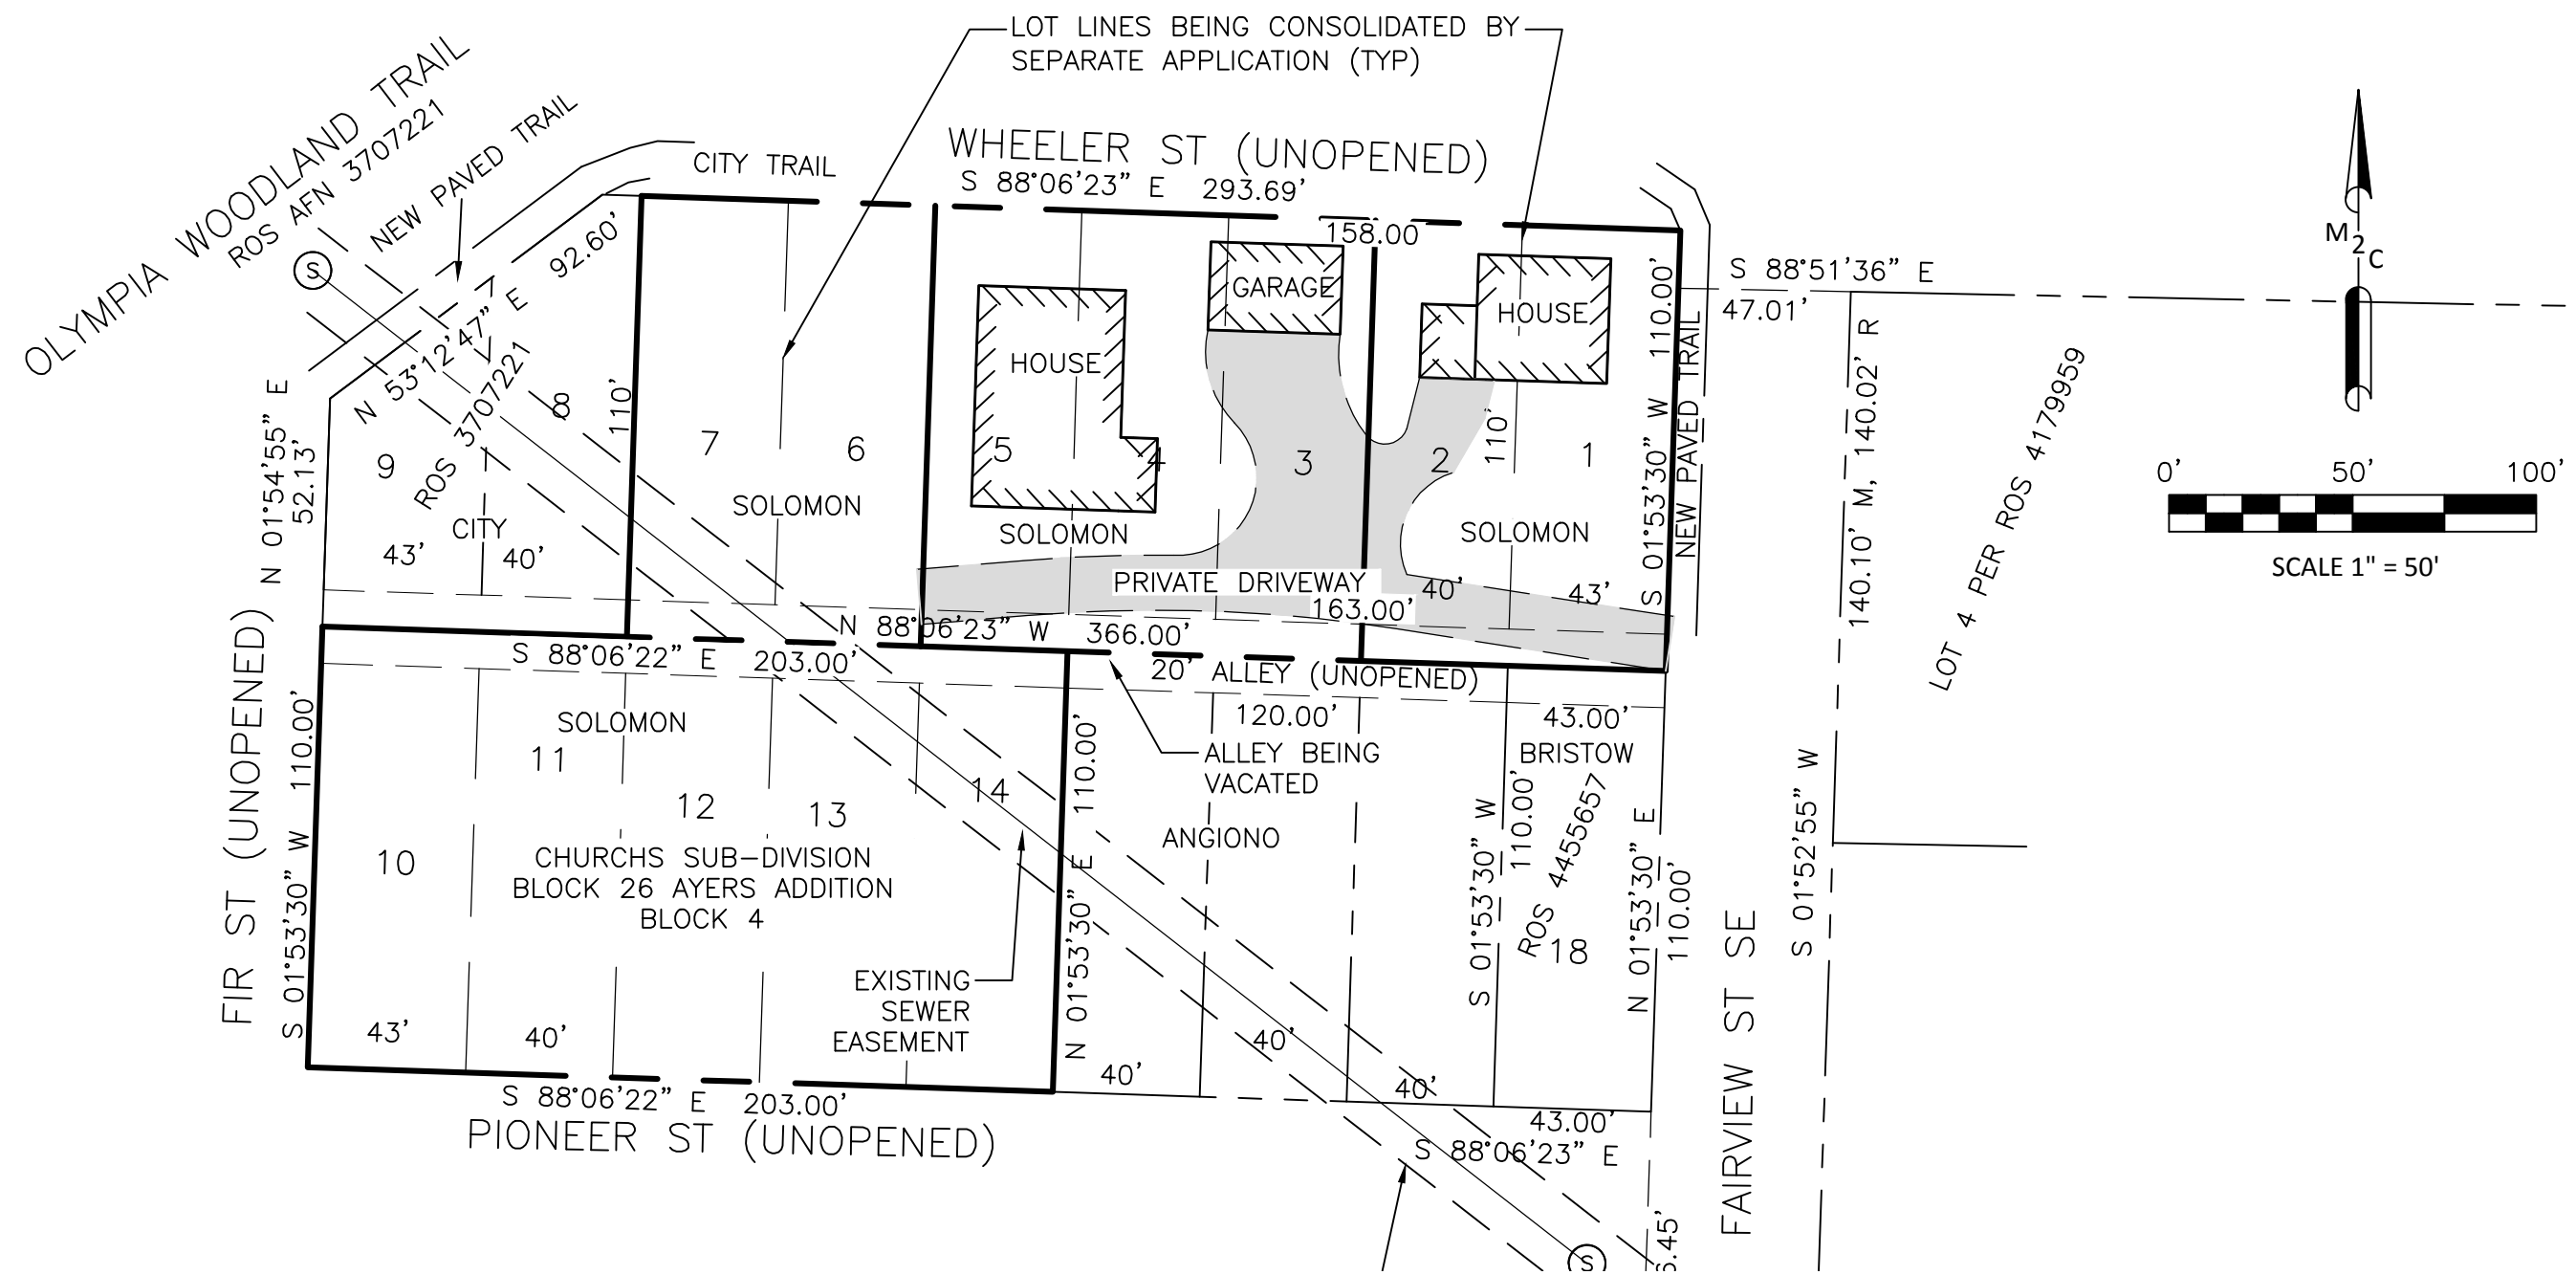 LOT LINES BEING CONSOLIDATED BY
SEPARATE APPLICATION (TYP)
OLYMPIA WOODLAND TRAIL
ROS AFN 3707221
NEW PAVED TRAIL
CITY TRAIL
WHEELER ST (UNOPENED)
S 88°06'23" E 293.69'
158.00
S
92.60'
N 53°12'47" E
ROS 3707221
N 01°54'55" E
52.13'
110'
8
9
CITY
43'
40'
7
6
SOLOMON
HOUSE
5
4
SOLOMON
GARAGE
3
HOUSE
2
1
110'
SOLOMON
40'
43'
S 01°53'30" W 110.00'
NEW PAVED TRAIL
S 88°51'36" E
47.01'
140.10' M, 140.02' R
LOT 4 PER ROS 4179959
M2C
0' 50' 100'
SCALE 1" = 50'
PRIVATE DRIVEWAY
163.00'
N 88°06'23" W 366.00'
S 88°06'22" E 203.00'
20' ALLEY (UNOPENED)
120.00'
43.00'
ALLEY BEING
VACATED
BRISTOW
ANGIONO
FIR ST (UNOPENED)
S 01°53'30" W 110.00'
SOLOMON
10
11
12
13
14
CHURCHS SUB-DIVISION
BLOCK 26 AYERS ADDITION
BLOCK 4
EXISTING
SEWER
EASEMENT
43'
40'
N 01°53'30" E 110.00'
S 01°53'30" W
110.00'
ROS 4455657
18
N 01°53'30" E
110.00'
FAIRVIEW ST SE
S 01°52'55" W
40'
40'
40'
43.00'
S 88°06'23" E
S 88°06'22" E 203.00'
PIONEER ST (UNOPENED)
S
.45'